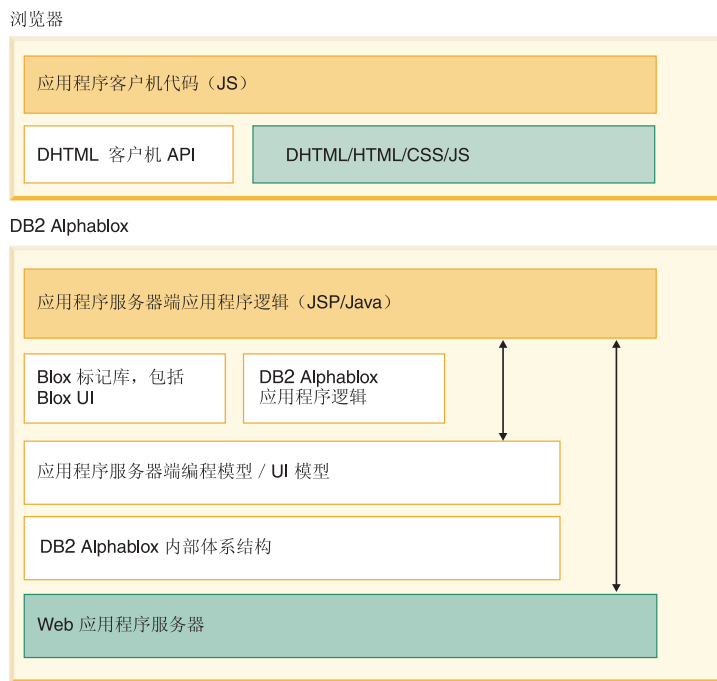 浏览器
应用程序客户机代码（JS）
DHTML 客户机 API
DHTML/HTML/CSS/JS
DB2 Alphablox
应用程序服务器端应用程序逻辑（JSP/Java）
Blox 标记库，包括
Blox UI
DB2 Alphablox
应用程序逻辑
应用程序服务器端编程模型 / UI 模型
DB2 Alphablox 内部体系结构
Web 应用程序服务器